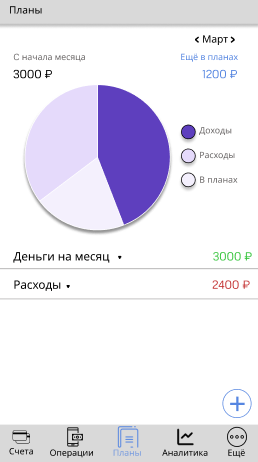 Планы
< Март >
С начала месяца Ещё в планах
3000 ₽ 1200 ₽
Доходы
Расходы
В планах
Деньги на месяц 3000 ₽
Расходы 2400 ₽
Счета Операции Планы Аналитика Ещё